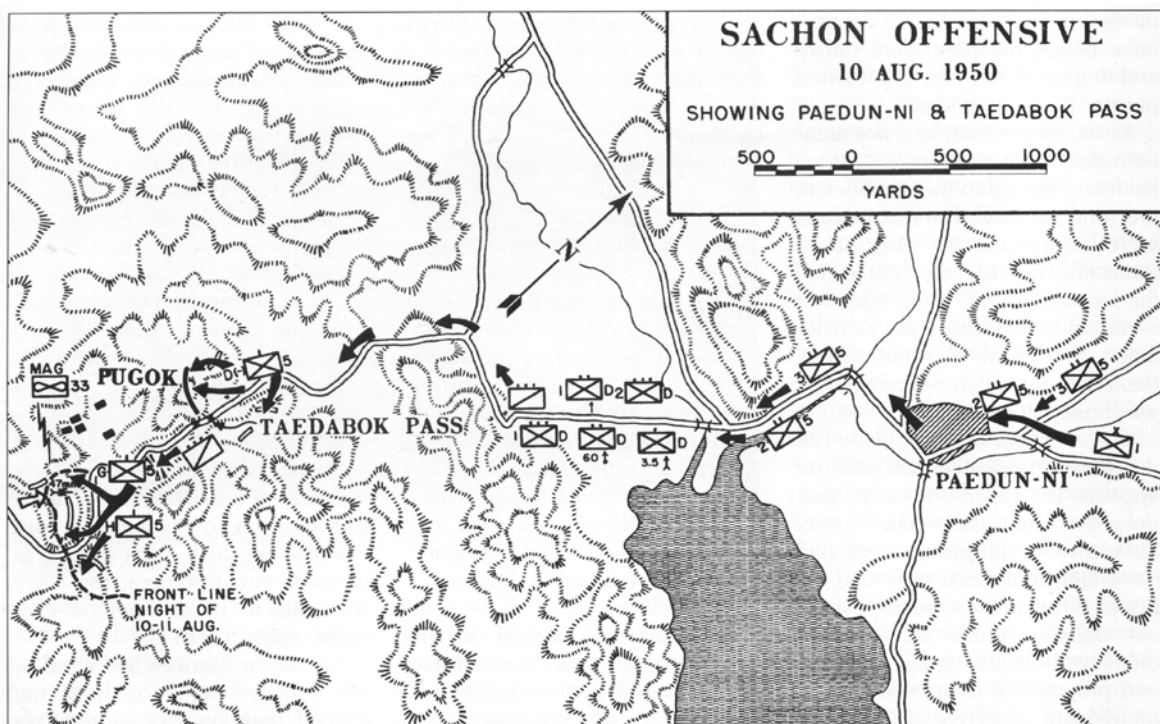 SACHON OFFENSIVE
10 AUG. 1950
SHOWING PAEDUN-NI & TAEDABOK PASS
500 0 500 1000
YARDS
N
MAG
33
PUGOK
D
5
TAEDABOK PASS
1 D 2 D
1 D
60 D
3.5 D
2 5
3 5
2 D
3 5
PAEDUN-NI
G 5
H 5
FRONT LINE
NIGHT OF
10-11 AUG.